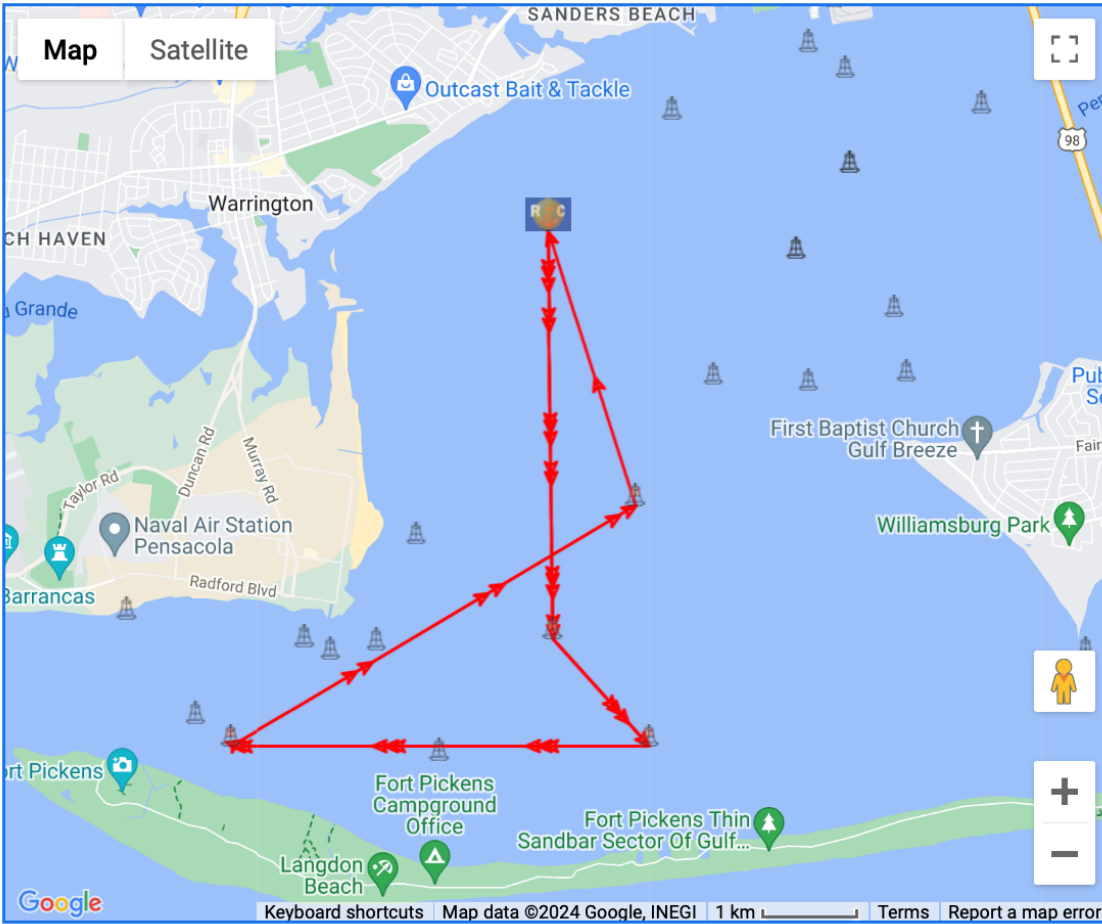 SANDERS BEACH
Map
Satellite
W
Outcast Bait & Tackle
Per
98
Warrington
R C
CH HAVEN
Grande
Pub
Se
First Baptist Church
Gulf Breeze
Fair
Duncan Rd
Murray Rd
Taylor Rd
Naval Air Station
Pensacola
Williamsburg Park
Radford Blvd
Barrancas
ort Pickens
Fort Pickens
Campground
Office
Fort Pickens Thin
Sandbar Sector Of Gulf...
Langdon
Beach
+
−
Google
Keyboard shortcuts
Map data ©2024 Google, INEGI
1 km
Terms
Report a map error